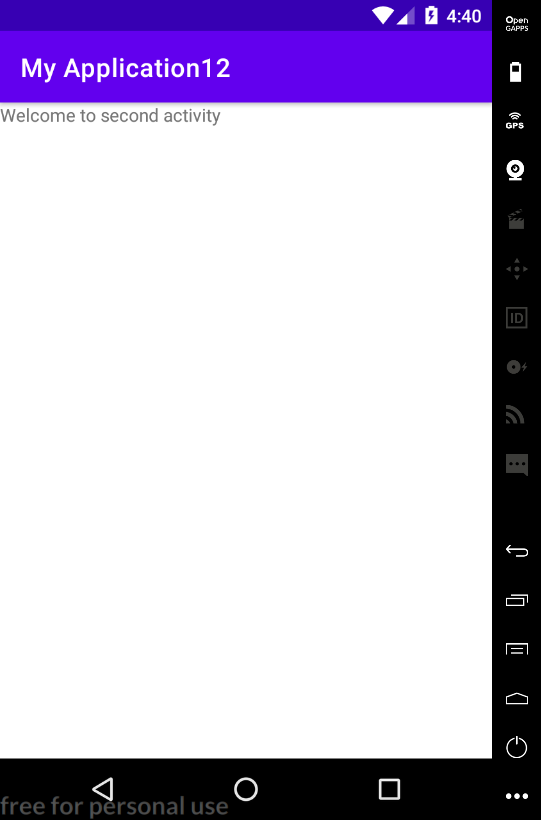 4:40
Open
GAPPS
My Application12
Welcome to second activity
GPS
ID
free for personal use